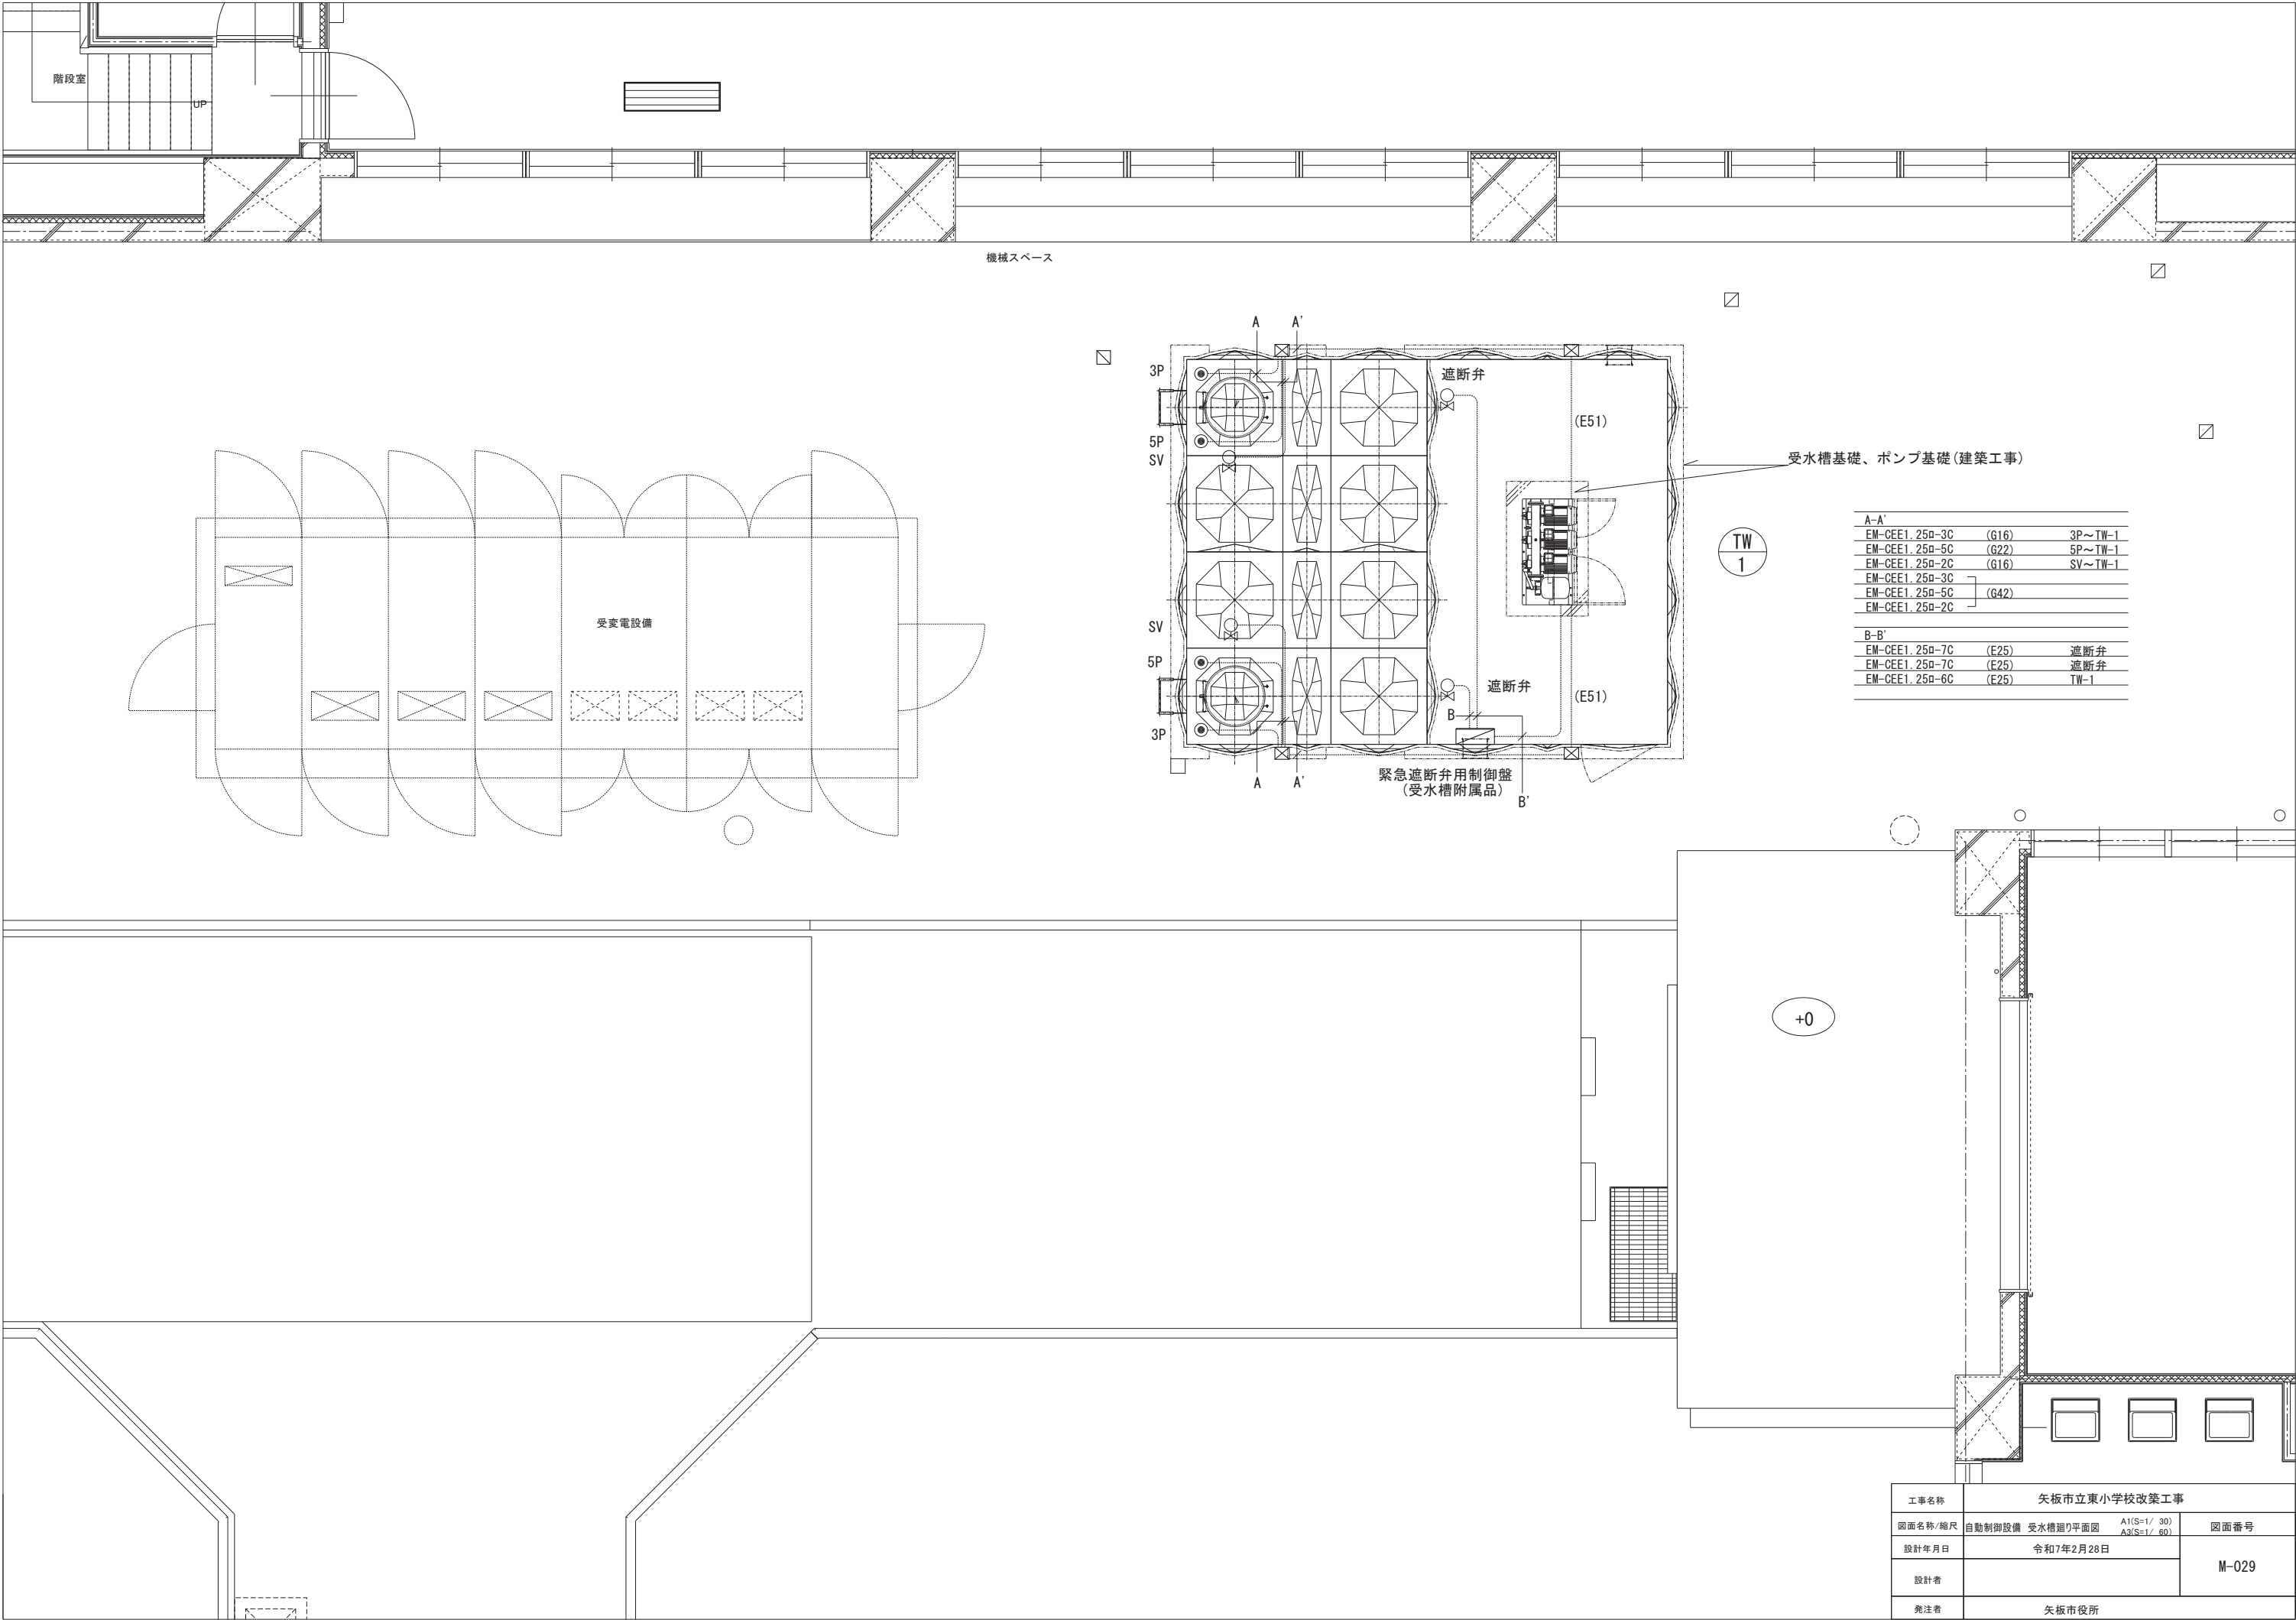 階段室
UP
機械スペース
A
A'
3P
遮断弁
5P
SV
(E51)
受水槽基礎、ポンプ基礎(建築工事)
TW
1
受変電設備
SV
5P
遮断弁
(E51)
B
3P
緊急遮断弁用制御盤
(受水槽附属品)
A
A'
B'
A-A'
EM-CEE1.25□-3C (G16) 3P～TW-1
EM-CEE1.25□-5C (G22) 5P～TW-1
EM-CEE1.25□-2C (G16) SV～TW-1
EM-CEE1.25□-3C
EM-CEE1.25□-5C (G42)
EM-CEE1.25□-2C
B-B'
EM-CEE1.25□-7C (E25) 遮断弁
EM-CEE1.25□-7C (E25) 遮断弁
EM-CEE1.25□-6C (E25) TW-1
+0
工事名称 矢板市立東小学校改築工事
図面名称/縮尺 自動制御設備 受水槽廻り平面図 A1(S=1/ 30)
A3(S=1/ 60)
図面番号
設計年月日 令和7年2月28日
M-029
設計者
発注者 矢板市役所